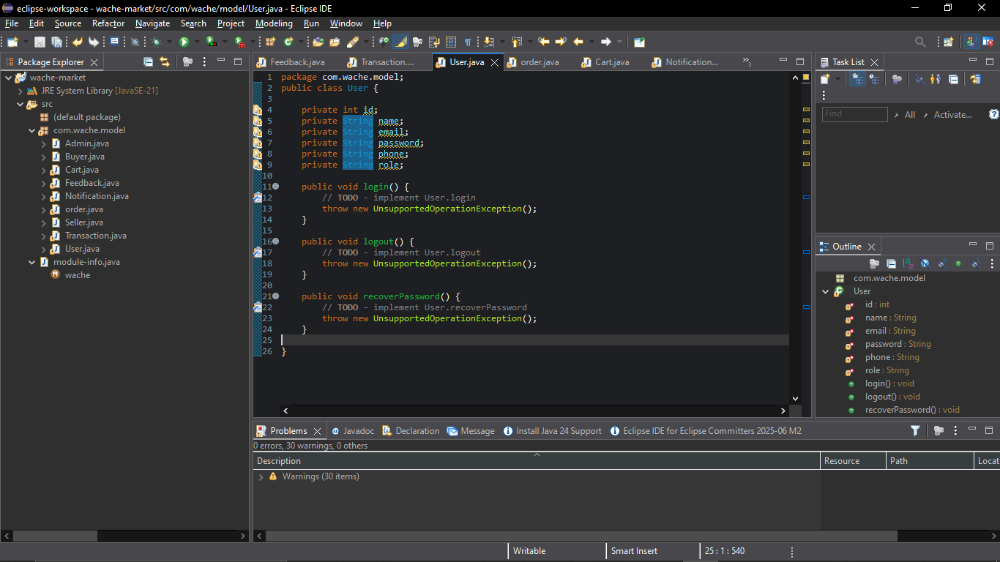 eclipse-workspace - wache-market/src/com/wache/model/User.java - Eclipse IDE
File Edit Source Refactor Navigate Search Project Modeling Run Window Help
Package Explorer
wache-market
JRE System Library [JavaSE-21]
src
(default package)
com.wache.model
Admin.java
Buyer.java
Cart.java
Feedback.java
Notification.java
order.java
Seller.java
Transaction.java
User.java
module-info.java
wache
Feedback.java Transaction.... User.java order.java Cart.java Notification... »3
1 package com.wache.model;
2 public class User {
3
4 private int id;
5 private String name;
6 private String email;
7 private String password;
8 private String phone;
9 private String role;
10
11 public void login() {
12 // TODO - implement User.login
13 throw new UnsupportedOperationException();
14 }
15
16 public void logout() {
17 // TODO - implement User.logout
18 throw new UnsupportedOperationException();
19 }
20
21 public void recoverPassword() {
22 // TODO - implement User.recoverPassword
23 throw new UnsupportedOperationException();
24 }
25
26 }
Task List
Find All Activate...
Outline
com.wache.model
User
id : int
name : String
email : String
password : String
phone : String
role : String
login() : void
logout() : void
recoverPassword() : void
Problems Javadoc Declaration Message Install Java 24 Support Eclipse IDE for Eclipse Committers 2025-06 M2
0 errors, 30 warnings, 0 others
Description Resource Path Locat
Warnings (30 items)
Writable Smart Insert 25 : 1 : 540